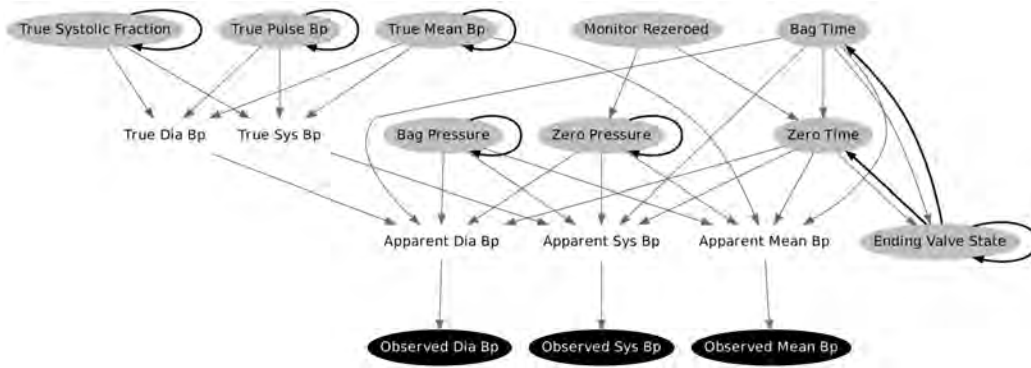 True Systolic Fraction
True Pulse Bp
True Mean Bp
Monitor Rezeroed
Bag Time
True Dia Bp
True Sys Bp
Bag Pressure
Zero Pressure
Zero Time
Apparent Dia Bp
Apparent Sys Bp
Apparent Mean Bp
Ending Valve State
Observed Dia Bp
Observed Sys Bp
Observed Mean Bp